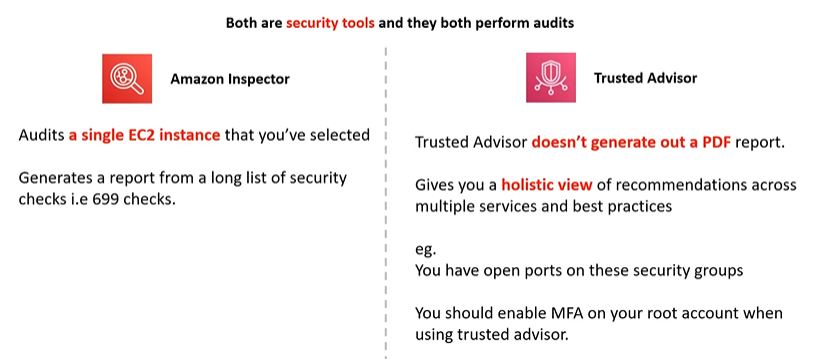 Both are security tools and they both perform audits
Amazon Inspector
Audits a single EC2 instance that you've selected
Generates a report from a long list of security
checks i.e 699 checks.
Trusted Advisor
Trusted Advisor doesn't generate out a PDF report.
Gives you a holistic view of recommendations across
multiple services and best practices
eg.
You have open ports on these security groups
You should enable MFA on your root account when
using trusted advisor.